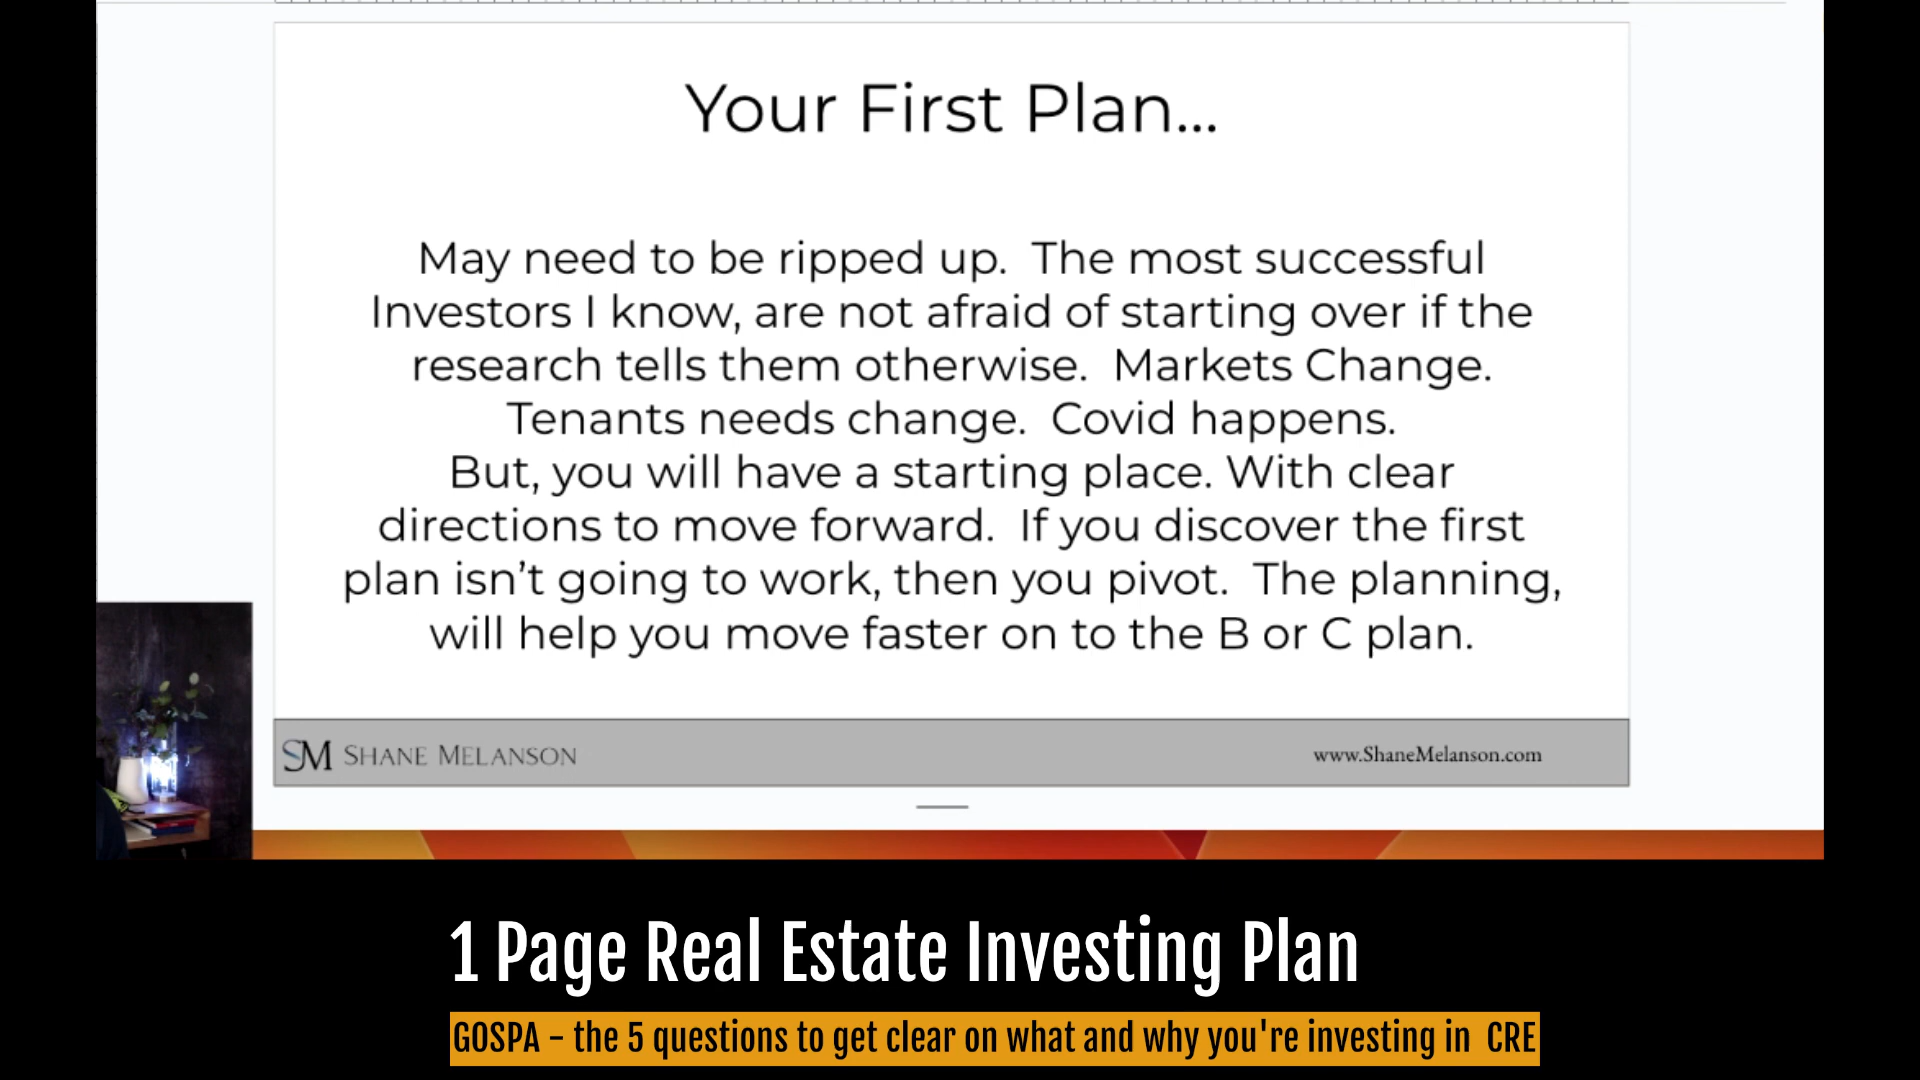 Your First Plan...
May need to be ripped up.  The most successful
Investors I know, are not afraid of starting over if the
research tells them otherwise.  Markets Change.
Tenants needs change.  Covid happens.
But, you will have a starting place. With clear
directions to move forward.  If you discover the first
plan isn’t going to work, then you pivot.  The planning,
will help you move faster on to the B or C plan.
SM SHANE MELANSON
www.ShaneMelanson.com
1 Page Real Estate Investing Plan
GOSPA - the 5 questions to get clear on what and why you're investing in  CRE